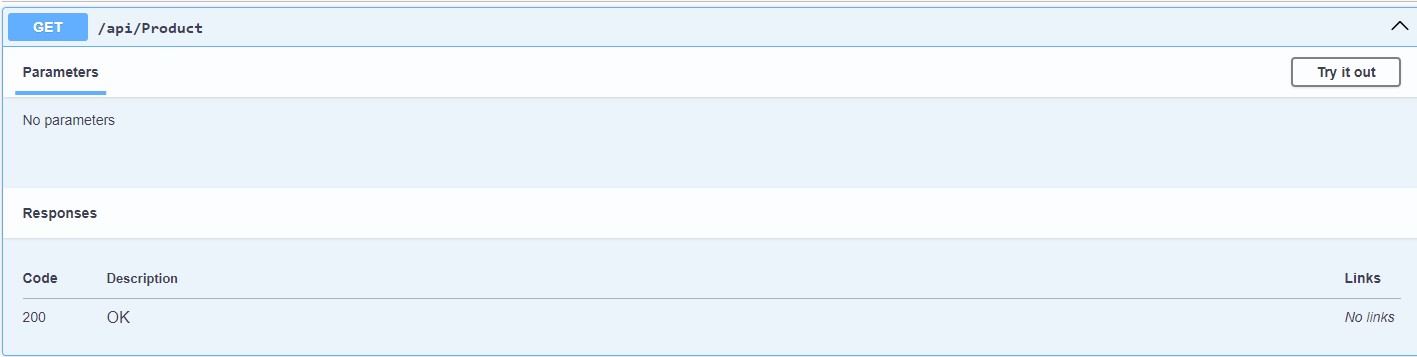 GET /api/Product
Parameters Try it out
No parameters
Responses
Code Description Links
200 OK No links